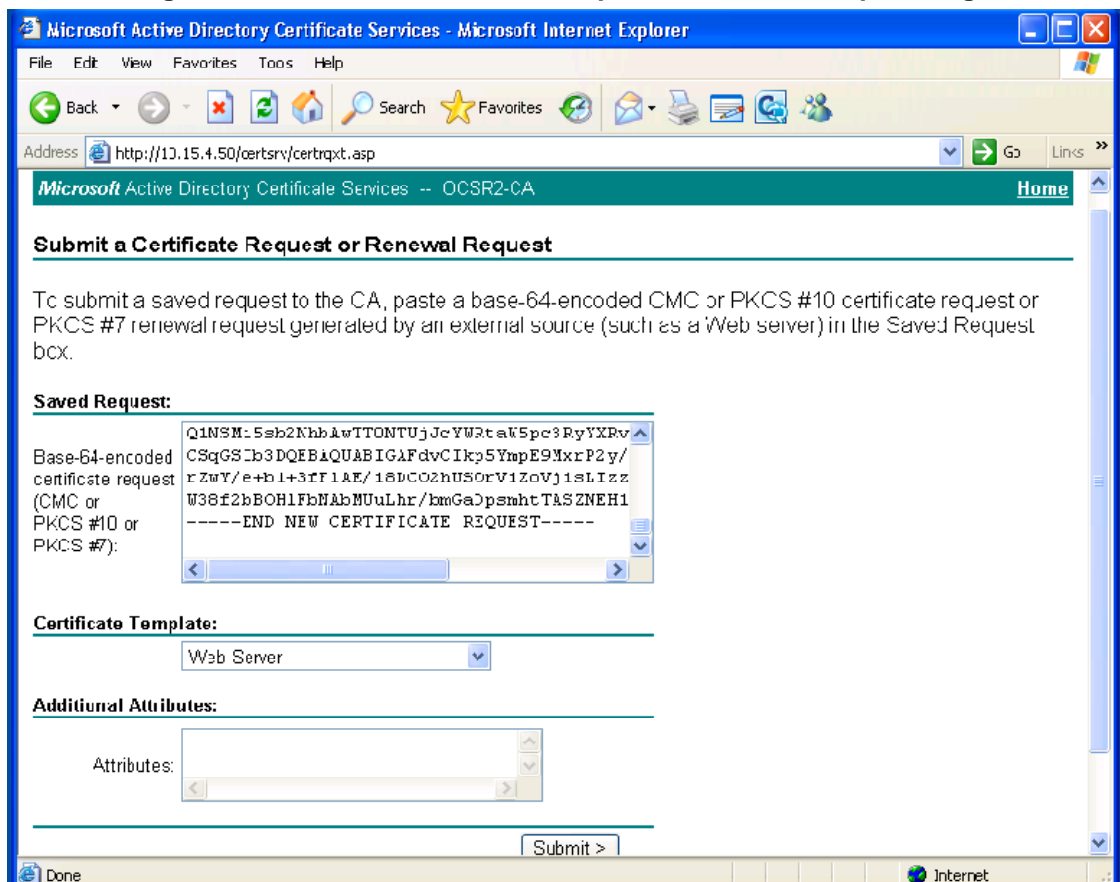 Microsoft Active Directory Certificate Services - Microsoft Internet Explorer
File Edit View Favorites Tools Help
Back Search Favorites
Address http://10.15.4.50/certsrv/certrqxt.asp Go Links »
Microsoft Active Directory Certificate Services -- OCSR2-CA Home
Submit a Certificate Request or Renewal Request
To submit a saved request to the CA, paste a base-64-encoded CMC or PKCS #10 certificate request or
PKCS #7 renewal request generated by an external source (such as a Web server) in the Saved Request
box.
Saved Request:
Base-64-encoded
certificate request
(CMC or
PKCS #10 or
PKCS #7):
-----END NEW CERTIFICATE REQUEST-----
Certificate Template:
Web Server
Additional Attributes:
Attributes:
Submit >
Done Internet